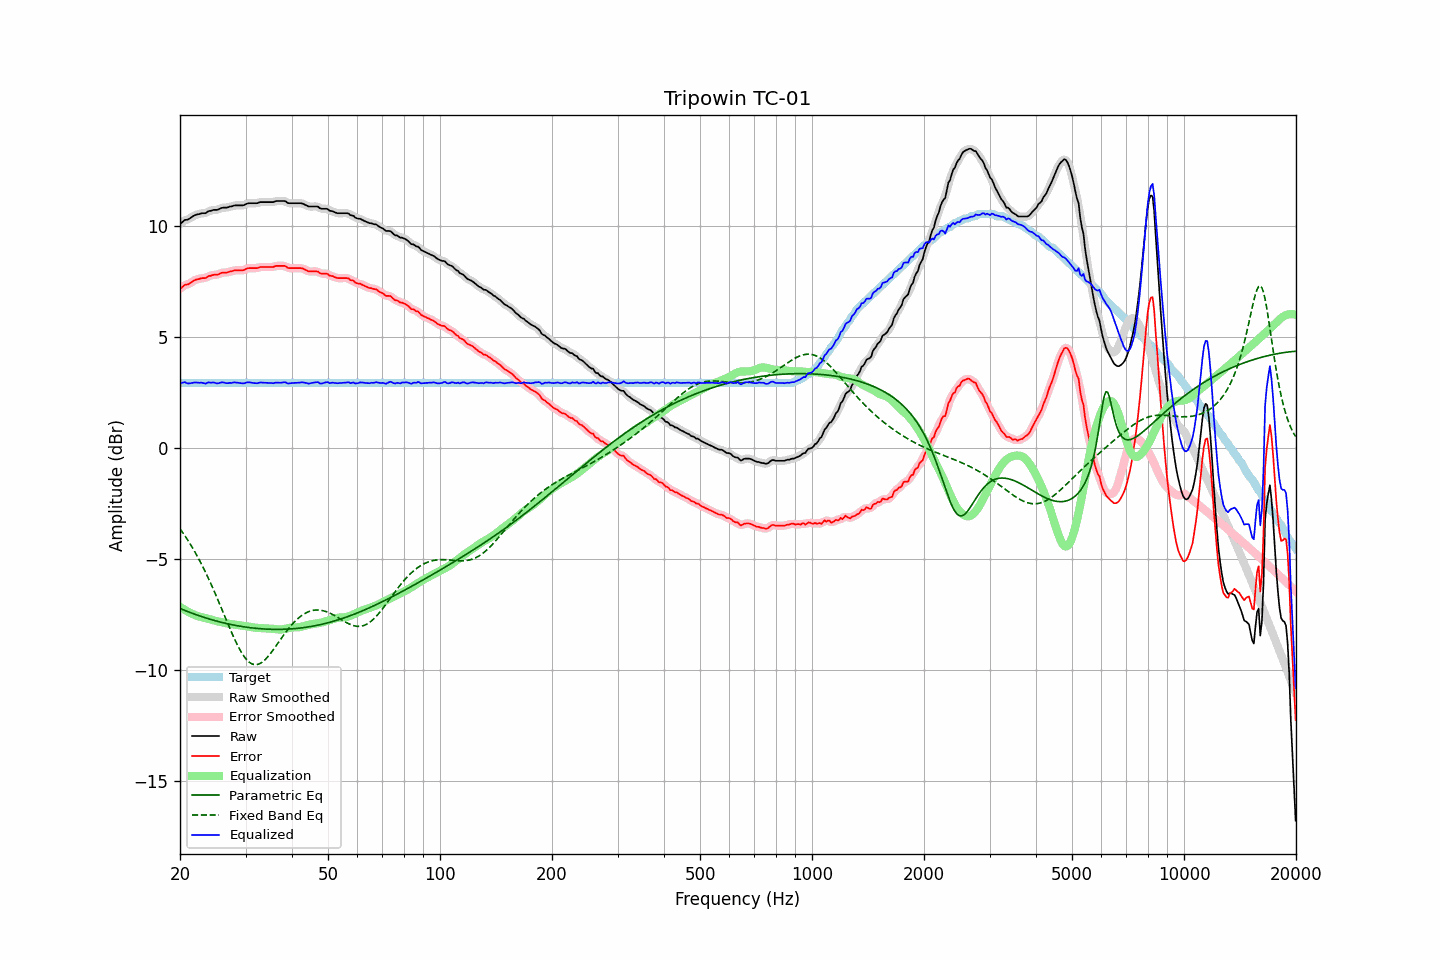 Tripowin TC-01
Amplitude (dBr)
10
5
0
−5
−10
−15
Target
Raw Smoothed
Error Smoothed
Raw
Error
Equalization
Parametric Eq
Fixed Band Eq
Equalized
20 50 100 200 500 1000 2000 5000 10000 20000
Frequency (Hz)